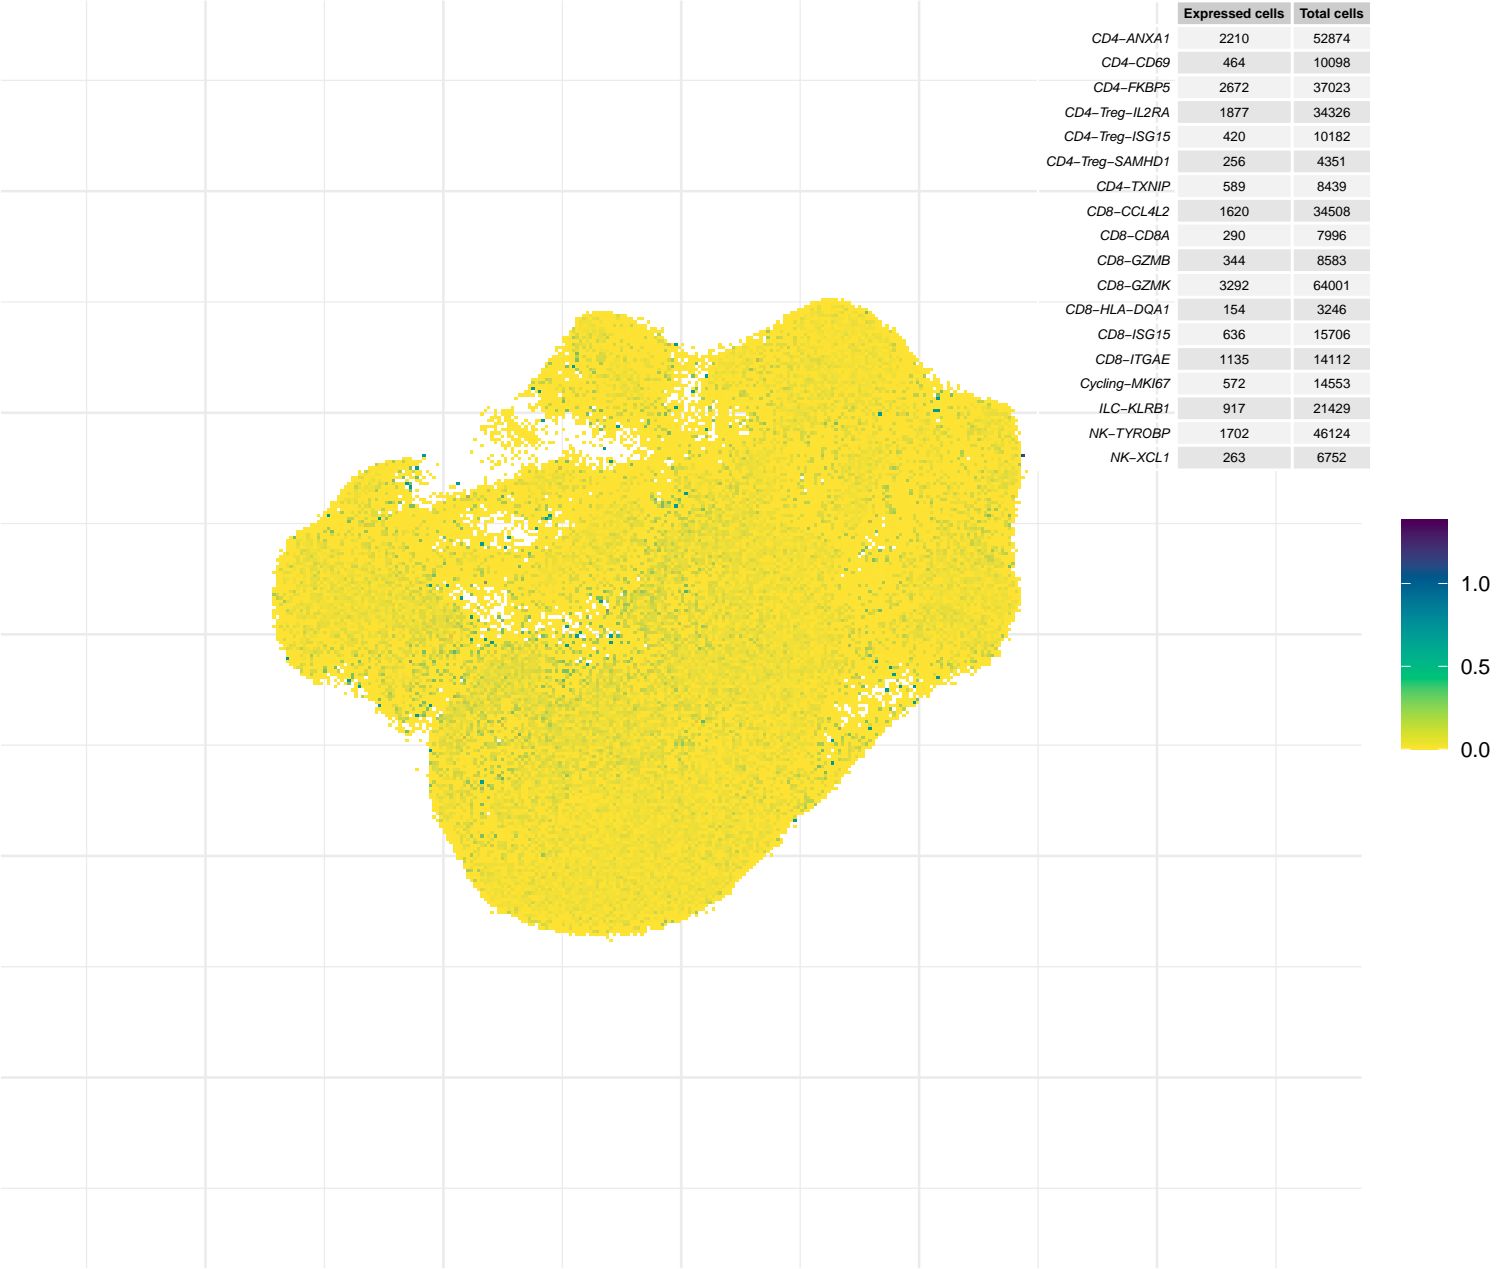 Expressed cells Total cells
CD4−ANXA1 2210 52874
CD4−CD69 464 10098
CD4−FKBP5 2672 37023
CD4−Treg−IL2RA 1877 34326
CD4−Treg−ISG15 420 10182
CD4−Treg−SAMHD1 256 4351
CD4−TXNIP 589 8439
CD8−CCL4L2 1620 34508
CD8−CD8A 290 7996
CD8−GZMB 344 8583
CD8−GZMK 3292 64001
CD8−HLA−DQA1 154 3246
CD8−ISG15 636 15706
CD8−ITGAE 1135 14112
Cycling−MKI67 572 14553
ILC−KLRB1 917 21429
NK−TYROBP 1702 46124
NK−XCL1 263 6752
1.0
0.5
0.0